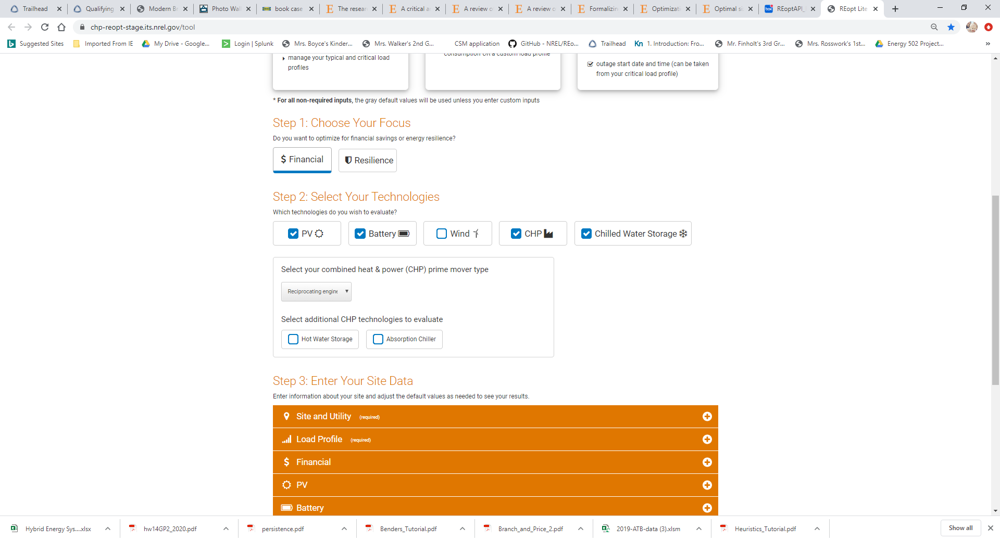 Trailhead
Qualifying
Modern Br
Photo Wal
book case
The resear
A critical a
A review o
A review o
Formalizin
Optimizati
Optimal si
REoptAPI_
REopt Lite
chp-reopt-stage.its.nrel.gov/tool
Suggested Sites
Imported From IE
My Drive - Google...
Login | Splunk
Mrs. Boyce's Kinder...
Mrs. Walker's 2nd G...
CSM application
GitHub - NREL/REo...
Trailhead
Kn 1. Introduction: Fro...
Mr. Finholt's 3rd Gr...
Mrs. Rosswork's 1st...
Energy 502 Project...
»
manage your typical and critical load
profiles
consumption OR a custom load profile
outage start date and time (can be taken
from your critical load profile)
* For all non-required inputs, the gray default values will be used unless you enter custom inputs
Step 1: Choose Your Focus
Do you want to optimize for financial savings or energy resilience?
$ Financial
Resilience
Step 2: Select Your Technologies
Which technologies do you wish to evaluate?
PV
Battery
Wind
CHP
Chilled Water Storage
Select your combined heat & power (CHP) prime mover type
Reciprocating engine
Select additional CHP technologies to evaluate
Hot Water Storage
Absorption Chiller
Step 3: Enter Your Site Data
Enter information about your site and adjust the default values as needed to see your results.
Site and Utility (required)
Load Profile (required)
$ Financial
PV
Battery
Hybrid Energy Sys....xlsx
hw14GP2_2020.pdf
persistence.pdf
Benders_Tutorial.pdf
Branch_and_Price_2.pdf
2019-ATB-data (3).xlsm
Heuristics_Tutorial.pdf
Show all